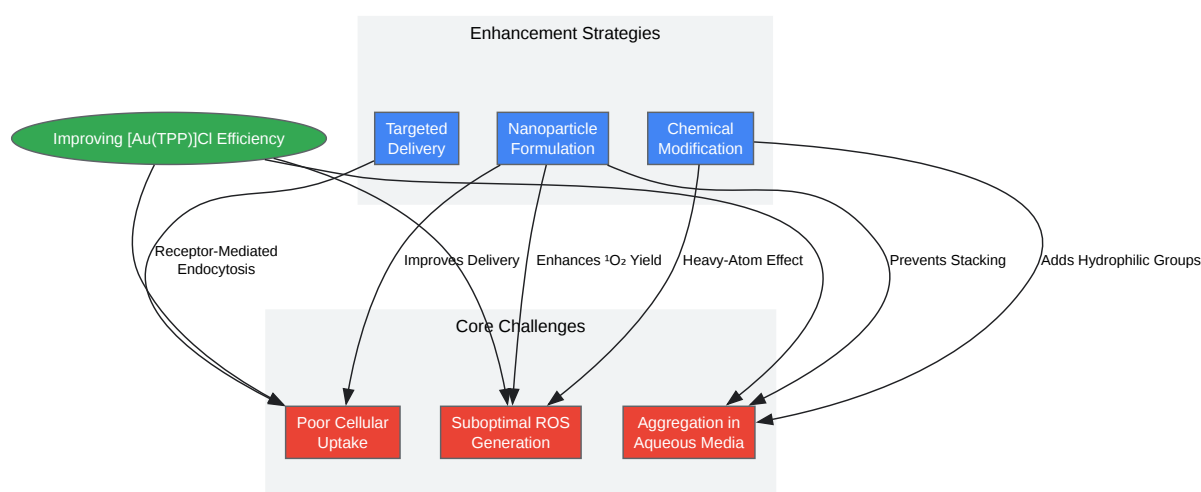 Enhancement Strategies
Improving [Au(TPP)]Cl Efficiency
Targeted
Delivery
Nanoparticle
Formulation
Chemical
Modification
Receptor-Mediated
Endocytosis
Improves Delivery
Enhances ¹O₂ Yield
Heavy-Atom Effect
Prevents Stacking
Adds Hydrophilic Groups
Core Challenges
Poor Cellular
Uptake
Suboptimal ROS
Generation
Aggregation in
Aqueous Media